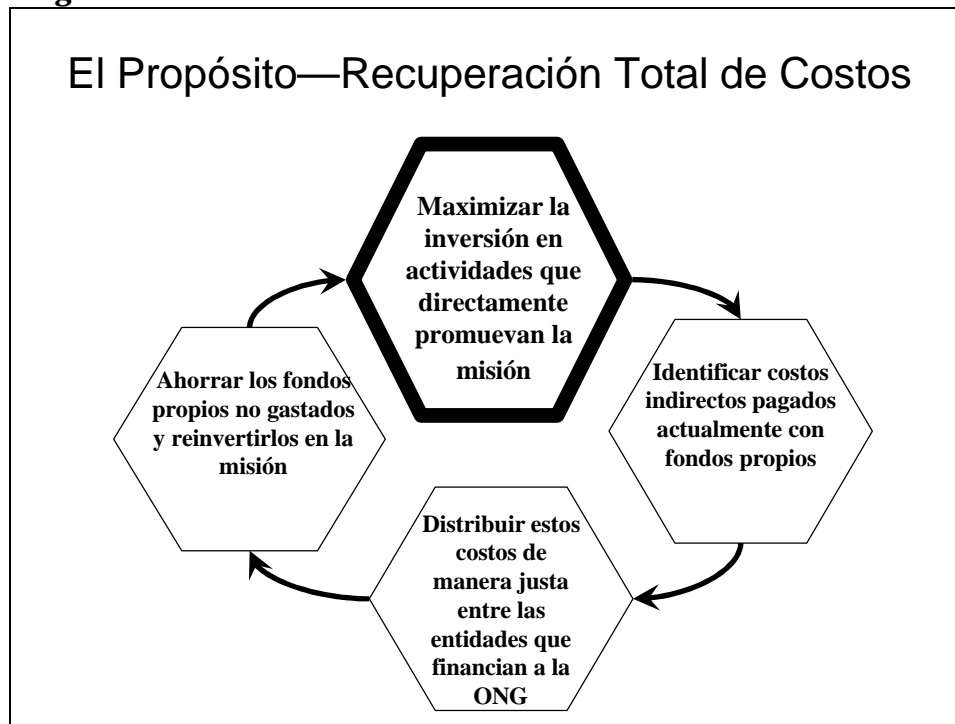 El Propósito—Recuperación Total de Costos
Maximizar la
inversión en
actividades que
directamente
promuevan la
misión
Identificar costos
indirectos pagados
actualmente con
fondos propios
Distribuir estos
costos de
manera justa
entre las
entidades que
financian a la
ONG
Ahorrar los fondos
propios no gastados
y reinvertirlos en la
misión